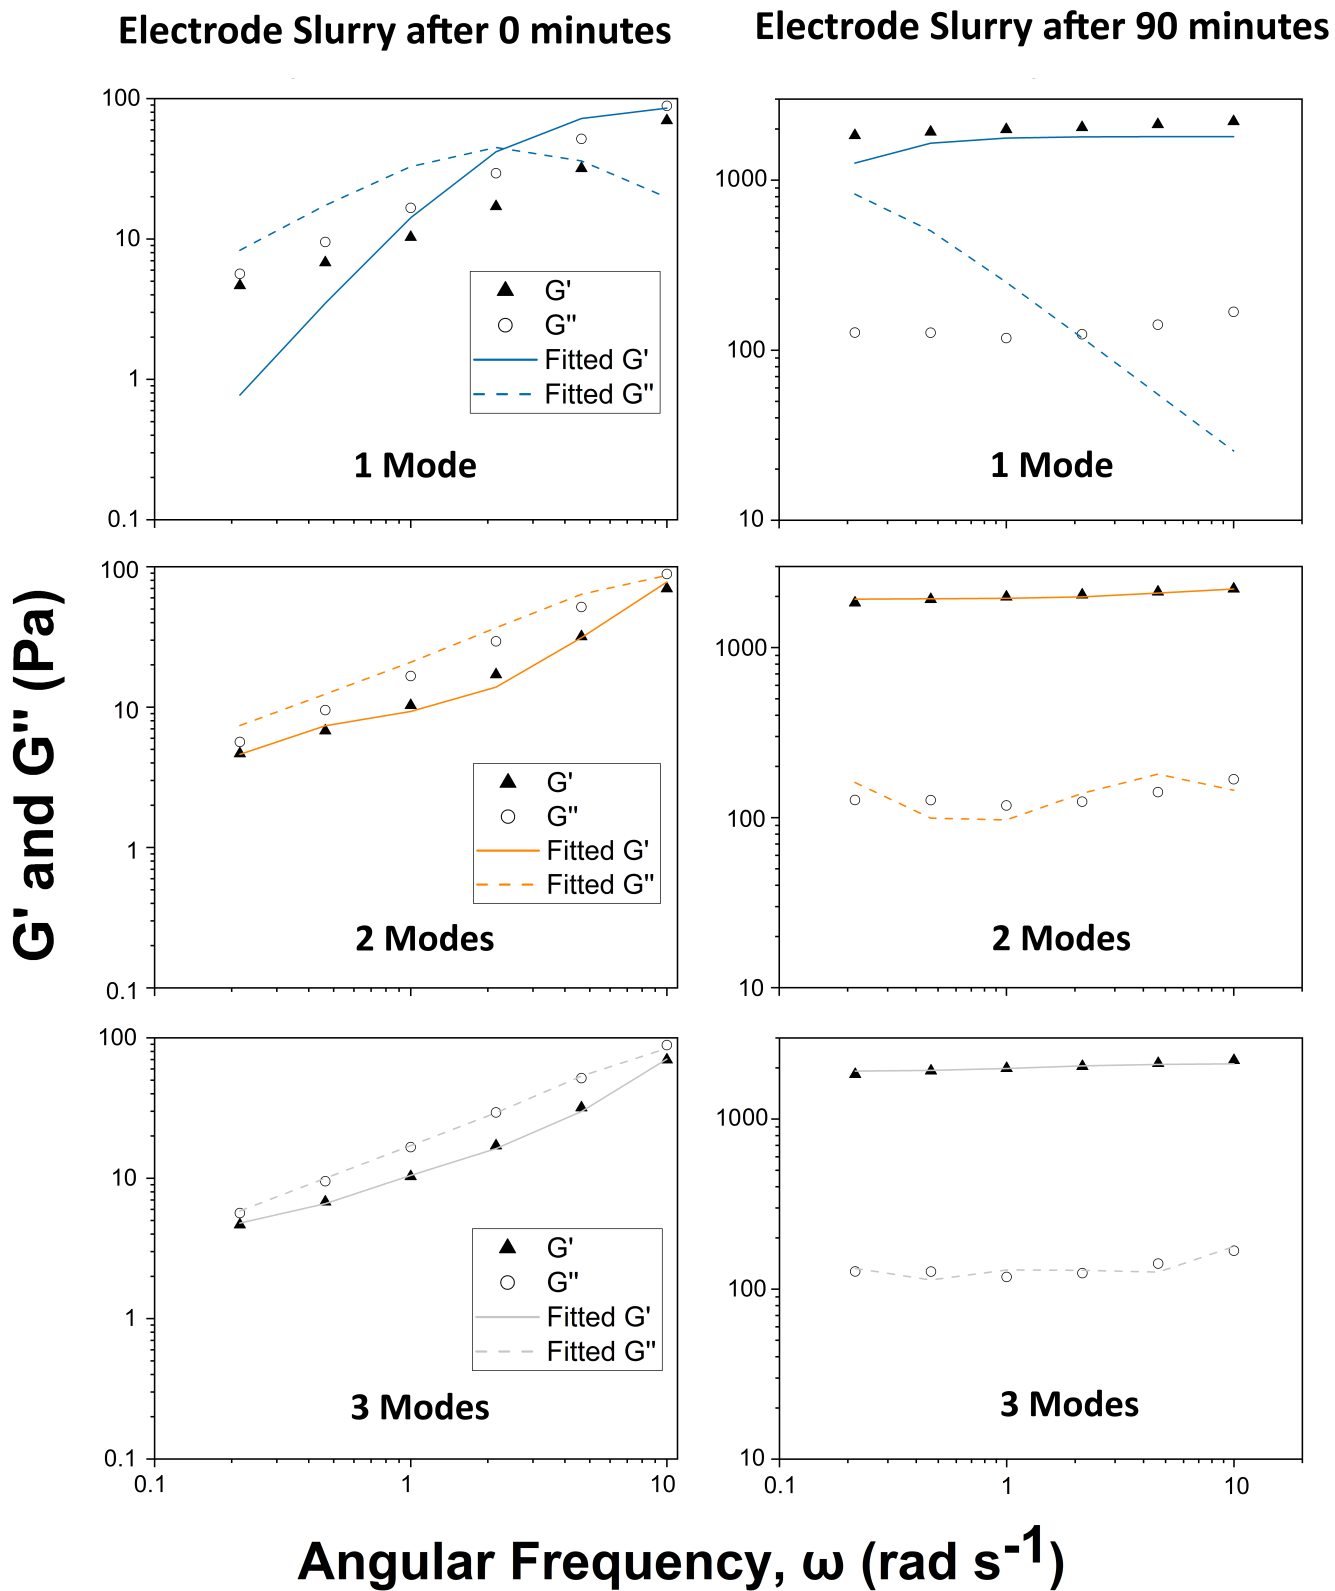 Electrode Slurry after 0 minutes
Electrode Slurry after 90 minutes
100
10
1
0.1
G'
G"
Fitted G'
Fitted G"
1 Mode
1000
100
10
1 Mode
G' and G" (Pa)
100
10
1
0.1
G'
G"
Fitted G'
Fitted G"
2 Modes
1000
100
10
2 Modes
100
10
1
0.1
G'
G"
Fitted G'
Fitted G"
3 Modes
0.1
1
10
1000
100
10
3 Modes
0.1
1
10
Angular Frequency, ω (rad s-1)